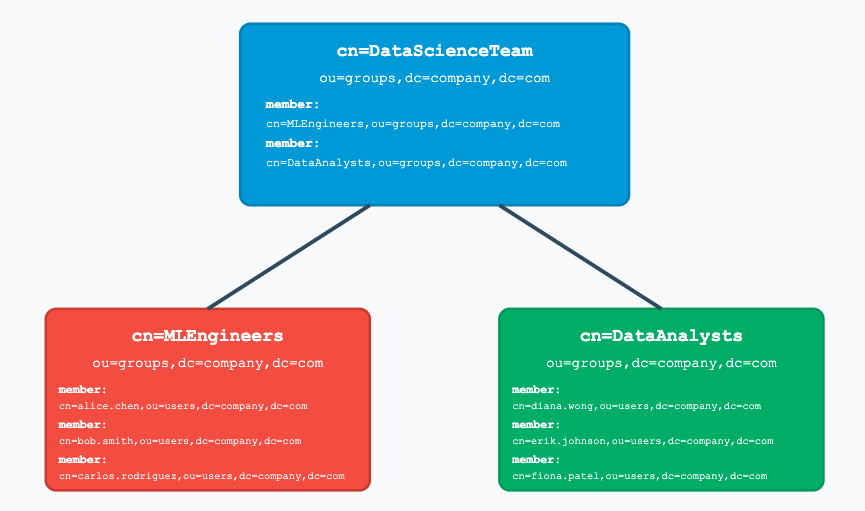 cn=DataScienceTeam
ou=groups,dc=company,dc=com
member:
cn=MLEngineers,ou=groups,dc=company,dc=com
member:
cn=DataAnalysts,ou=groups,dc=company,dc=com
cn=MLEngineers
ou=groups,dc=company,dc=com
member:
cn=alice.chen,ou=users,dc=company,dc=com
member:
cn=bob.smith,ou=users,dc=company,dc=com
member:
cn=carlos.rodriguez,ou=users,dc=company,dc=com
cn=DataAnalysts
ou=groups,dc=company,dc=com
member:
cn=diana.wong,ou=users,dc=company,dc=com
member:
cn=erik.johnson,ou=users,dc=company,dc=com
member:
cn=fiona.patel,ou=users,dc=company,dc=com